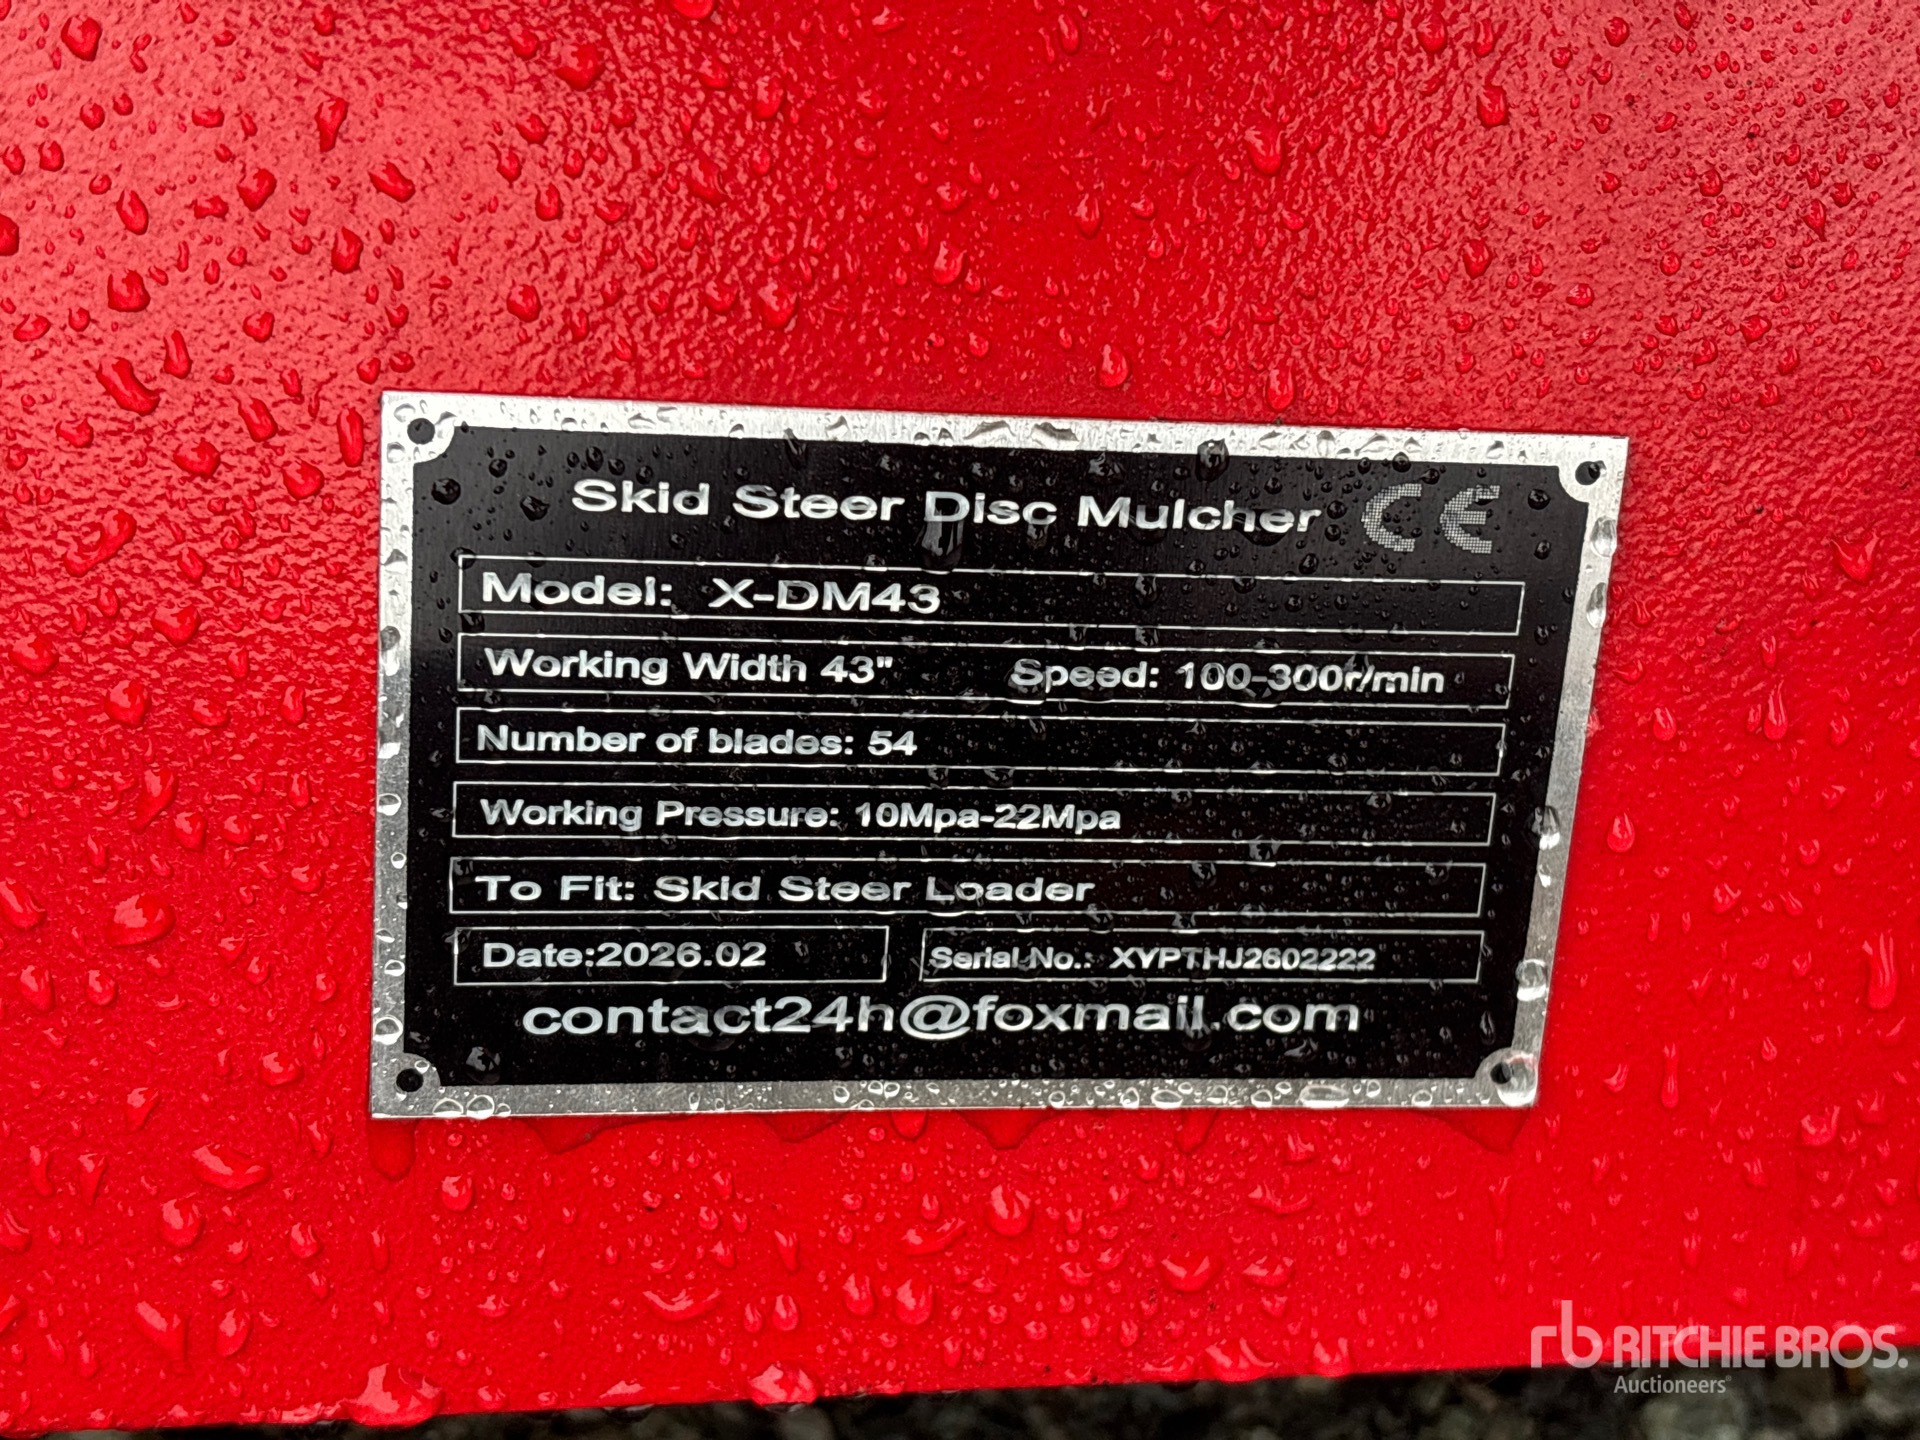 Skid Steer Disc Mulcher CE
Model: X-DM43
Working Width 43" Speed: 100-300r/min
Number of blades: 54
Working Pressure: 10Mpa-22Mpa
To Fit: Skid Steer Loader
Date:2026.02 Serial No.: XYPTHJ2602222
contact24h@foxmail.com
rb RITCHIE BROS.
Auctioneers